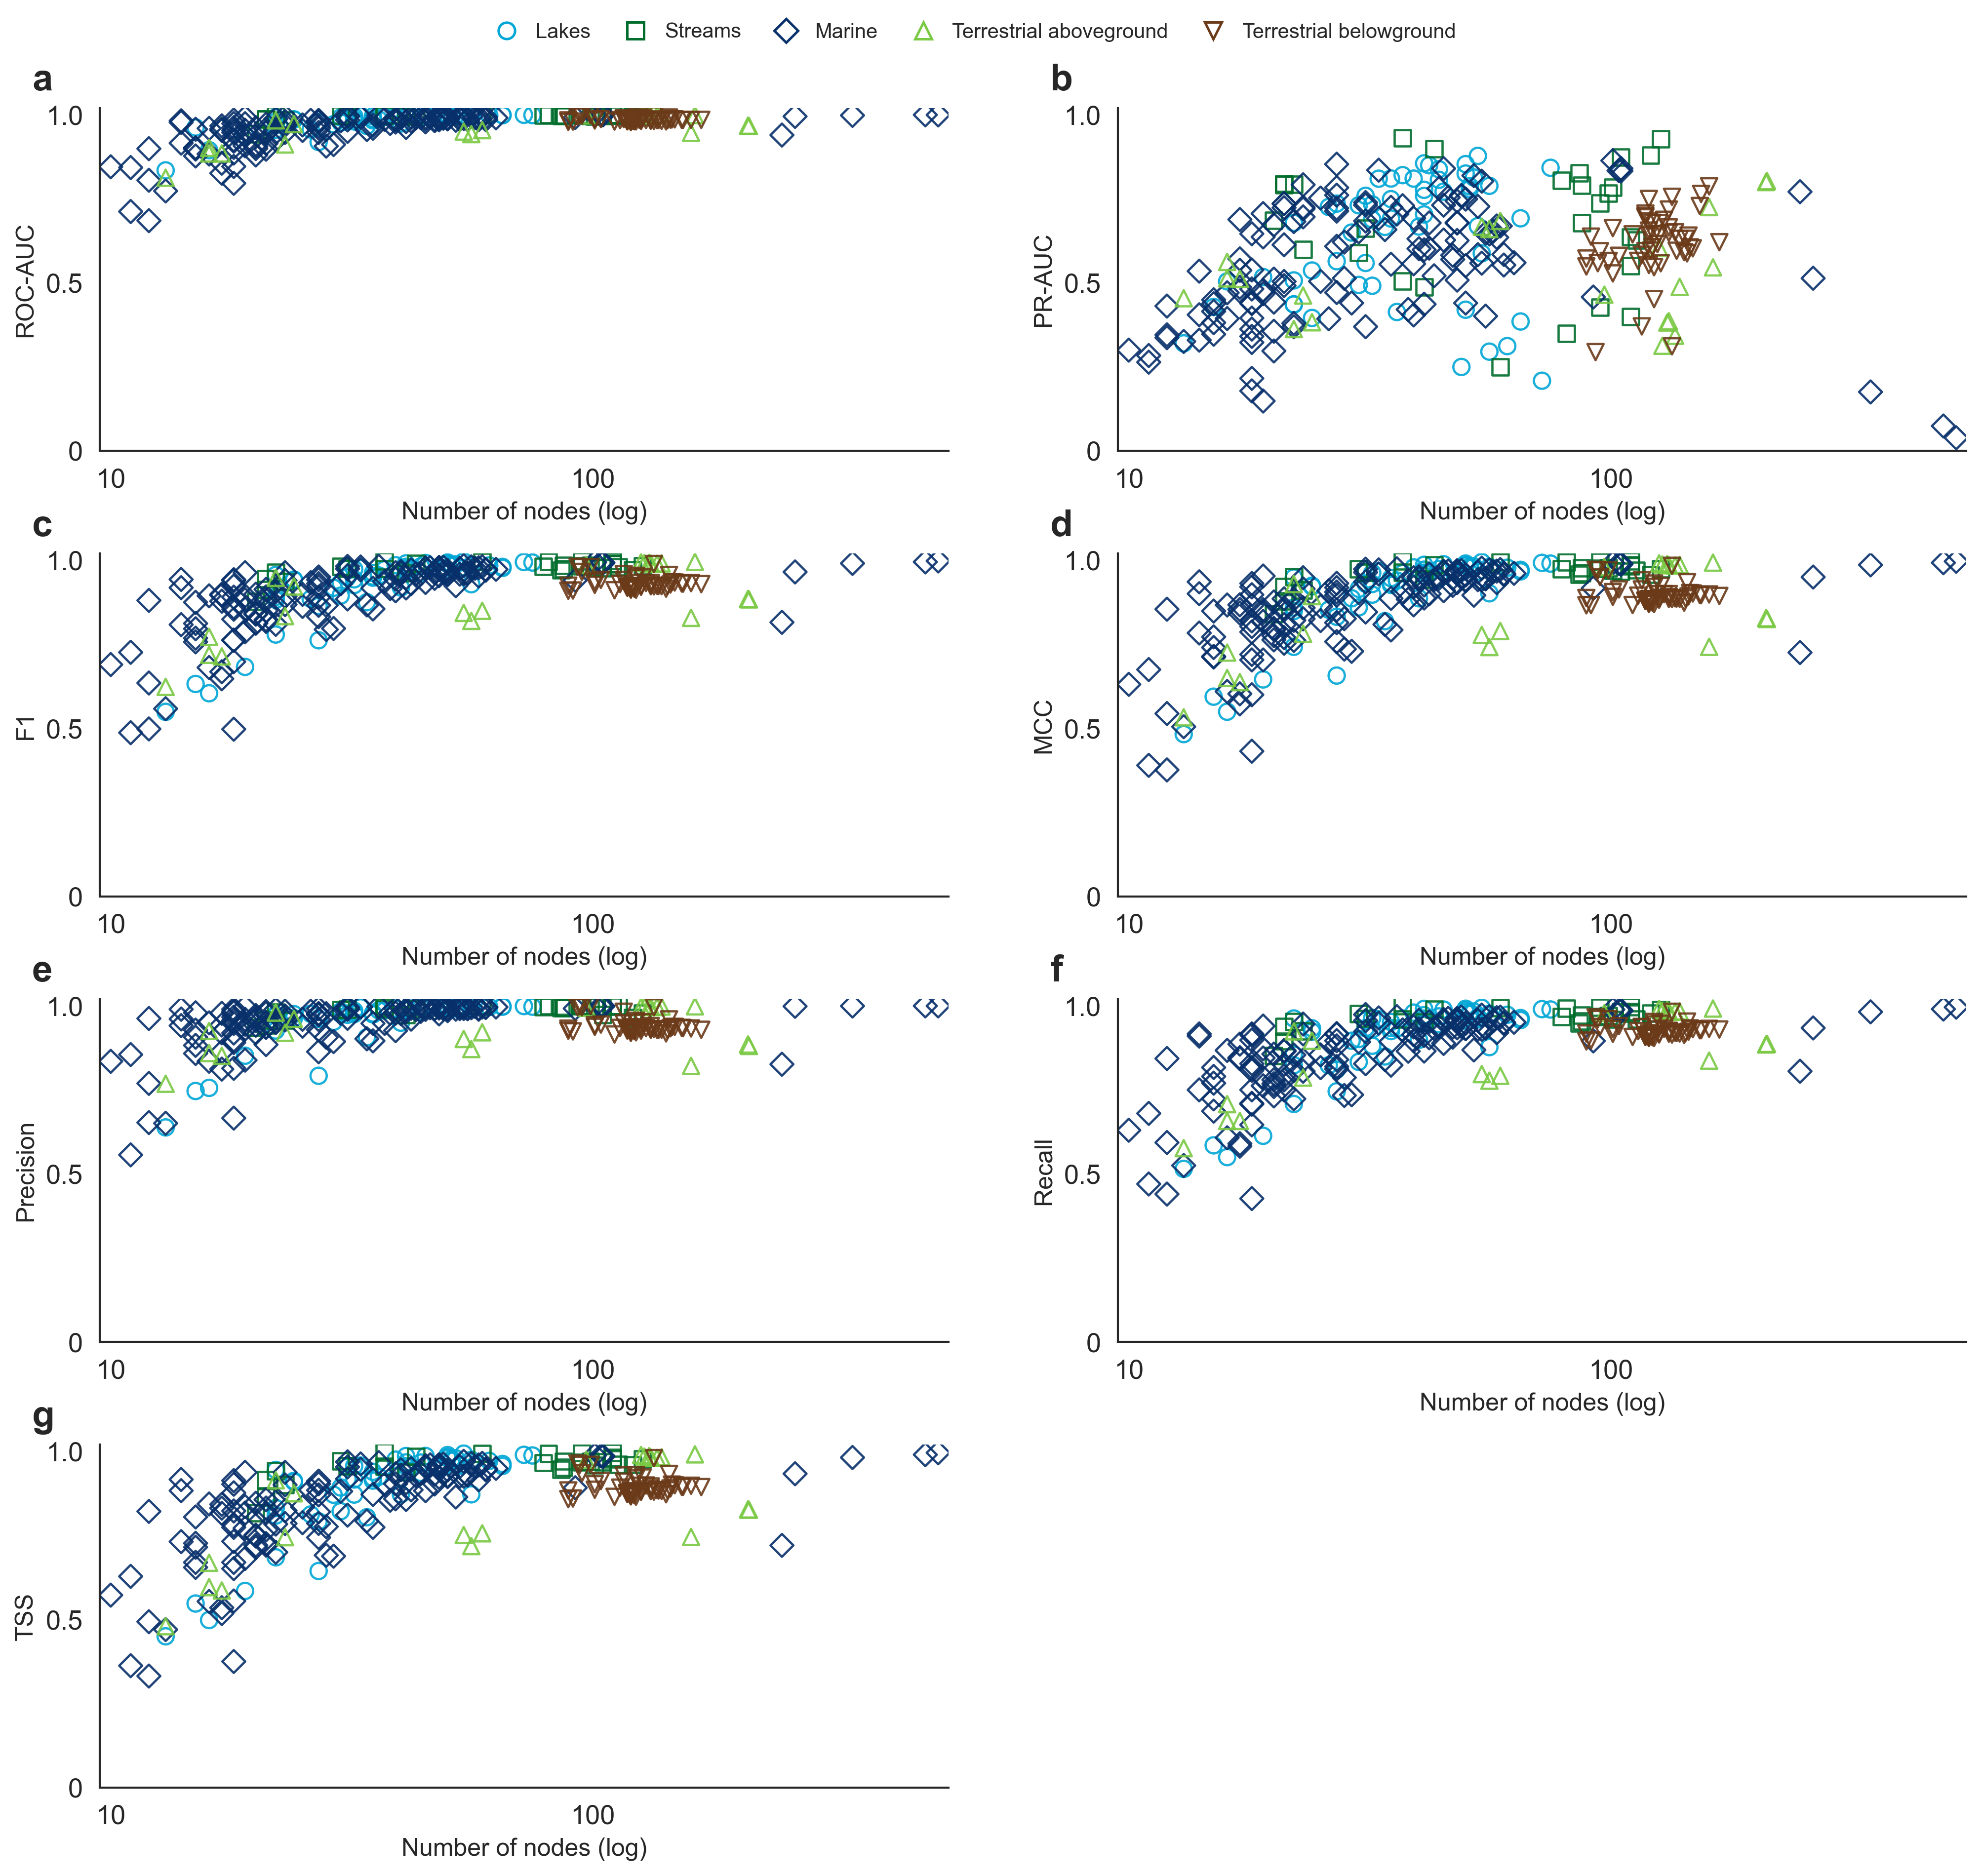 Lakes Streams Marine Terrestrial aboveground Terrestrial belowground
a
1.0
0.5
0
ROC-AUC
10 100
Number of nodes (log)
b
1.0
0.5
0
PR-AUC
10 100
Number of nodes (log)
c
1.0
0.5
0
F1
10 100
Number of nodes (log)
d
1.0
0.5
0
MCC
10 100
Number of nodes (log)
e
1.0
0.5
0
Precision
10 100
Number of nodes (log)
f
1.0
0.5
0
Recall
10 100
Number of nodes (log)
g
1.0
0.5
0
TSS
10 100
Number of nodes (log)